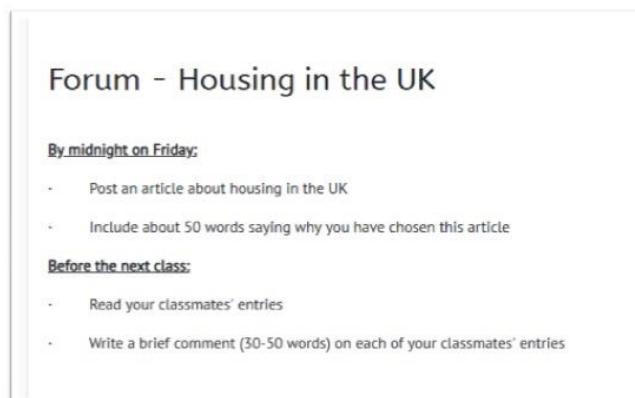 Forum - Housing in the UK
By midnight on Friday:
· Post an article about housing in the UK
· Include about 50 words saying why you have chosen this article
Before the next class:
· Read your classmates' entries
· Write a brief comment (30-50 words) on each of your classmates' entries